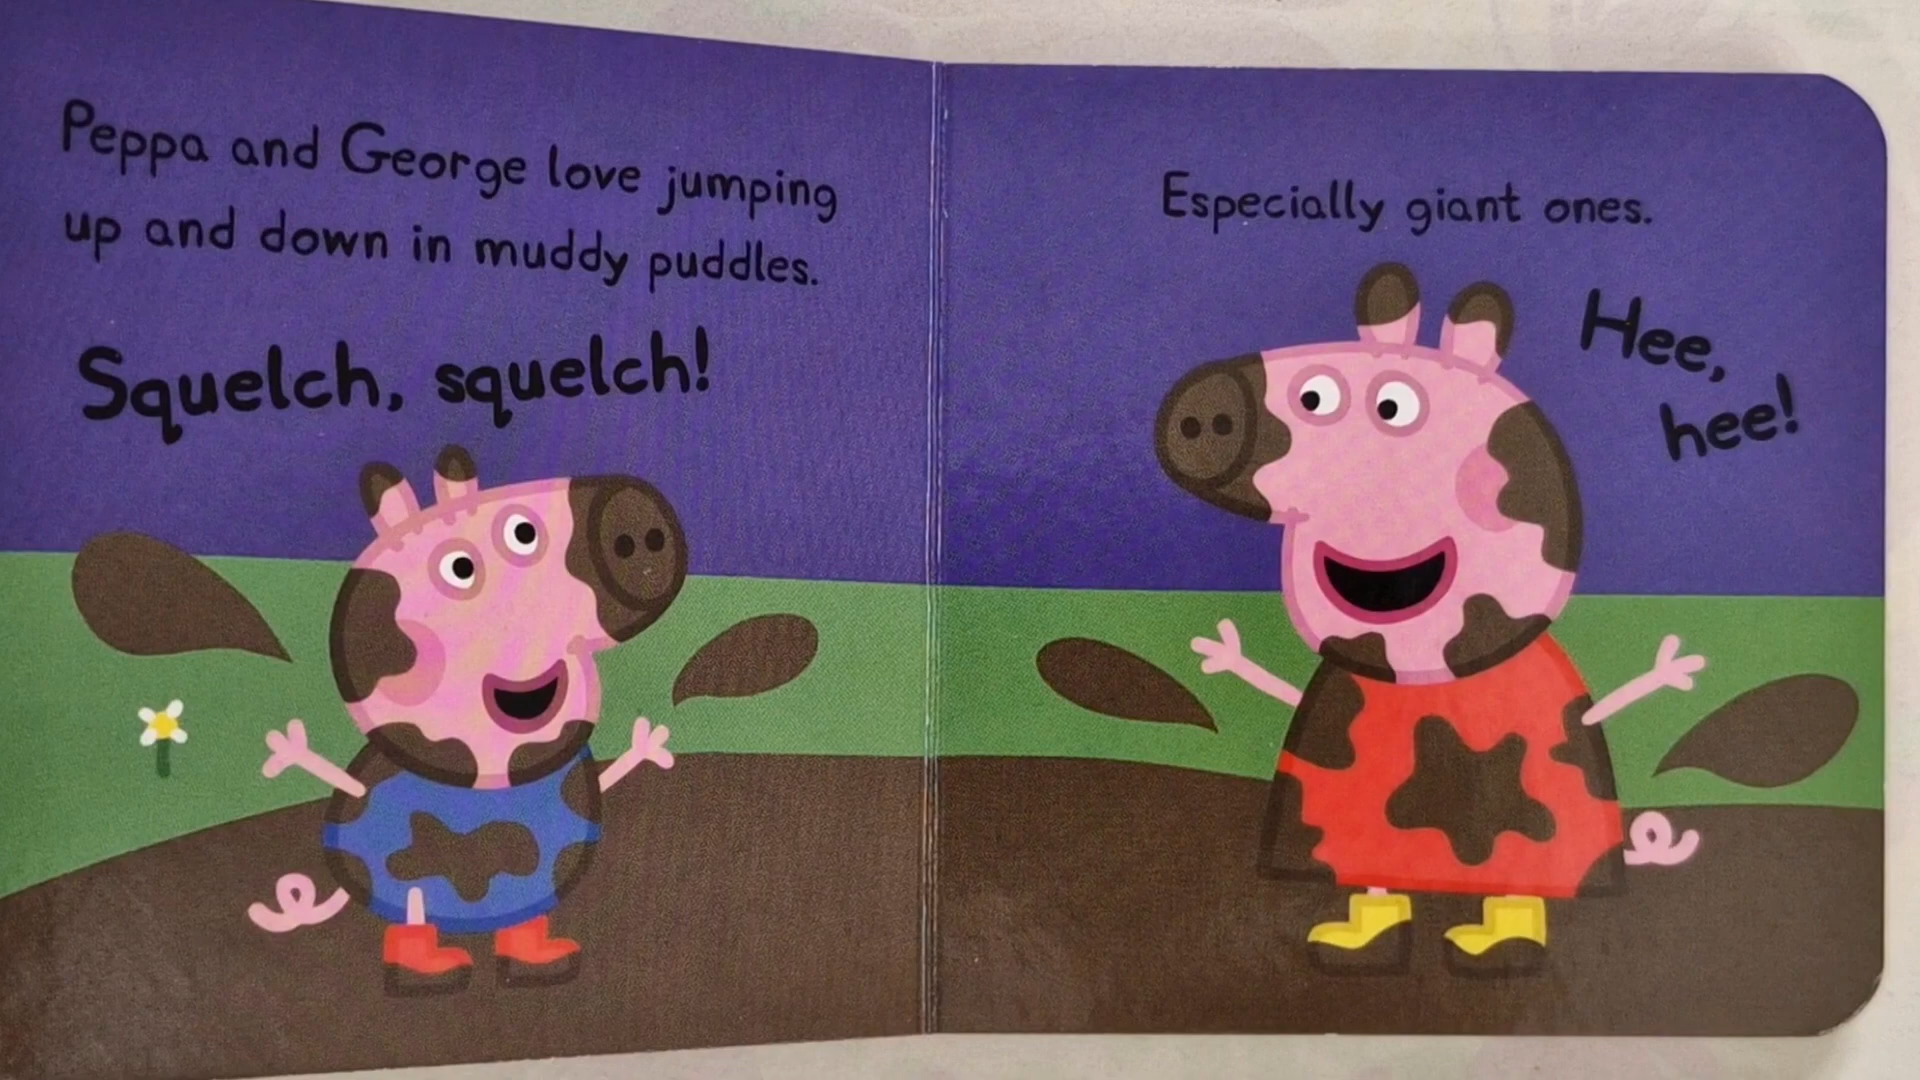 Peppa and George love jumping
up and down in muddy puddles.
Squelch, squelch!
Especially giant ones.
Hee,
hee!